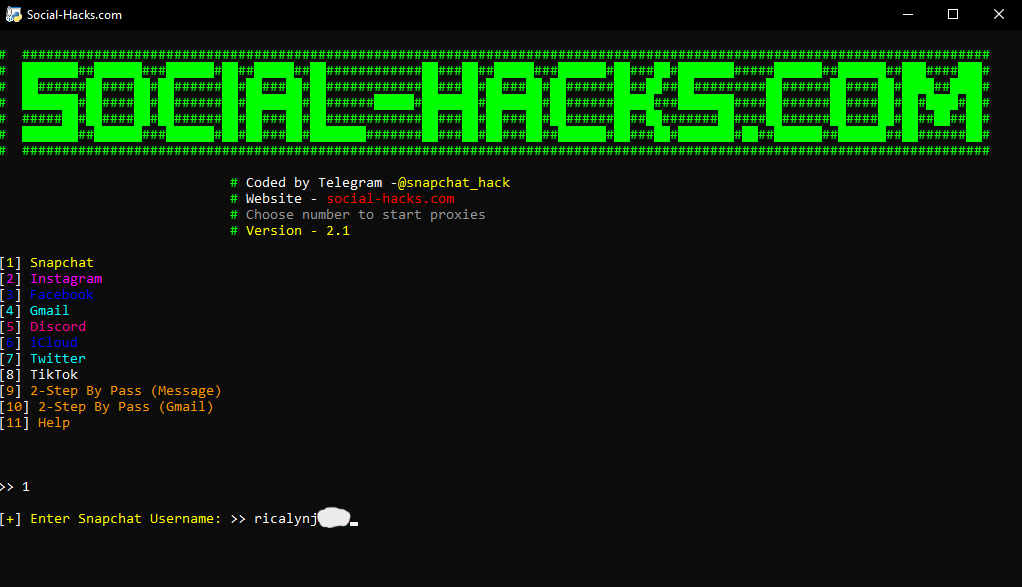 Social-Hacks.com
SOCIAL-HACKS.COM
# Coded by Telegram -@snapchat_hack
# Website - social-hacks.com
# Choose number to start proxies
# Version - 2.1
[1] Snapchat
[2] Instagram
[3] Facebook
[4] Gmail
[5] Discord
[6] iCloud
[7] Twitter
[8] TikTok
[9] 2-Step By Pass (Message)
[10] 2-Step By Pass (Gmail)
[11] Help
>> 1
[+] Enter Snapchat Username: >> ricalynj